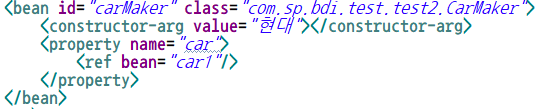 <bean id="carMaker" class="com.sp.bdi.test.test2.CarMaker">
<constructor-arg value="현대"></constructor-arg>
<property name="car">
<ref bean="car1"/>
</property>
</bean>